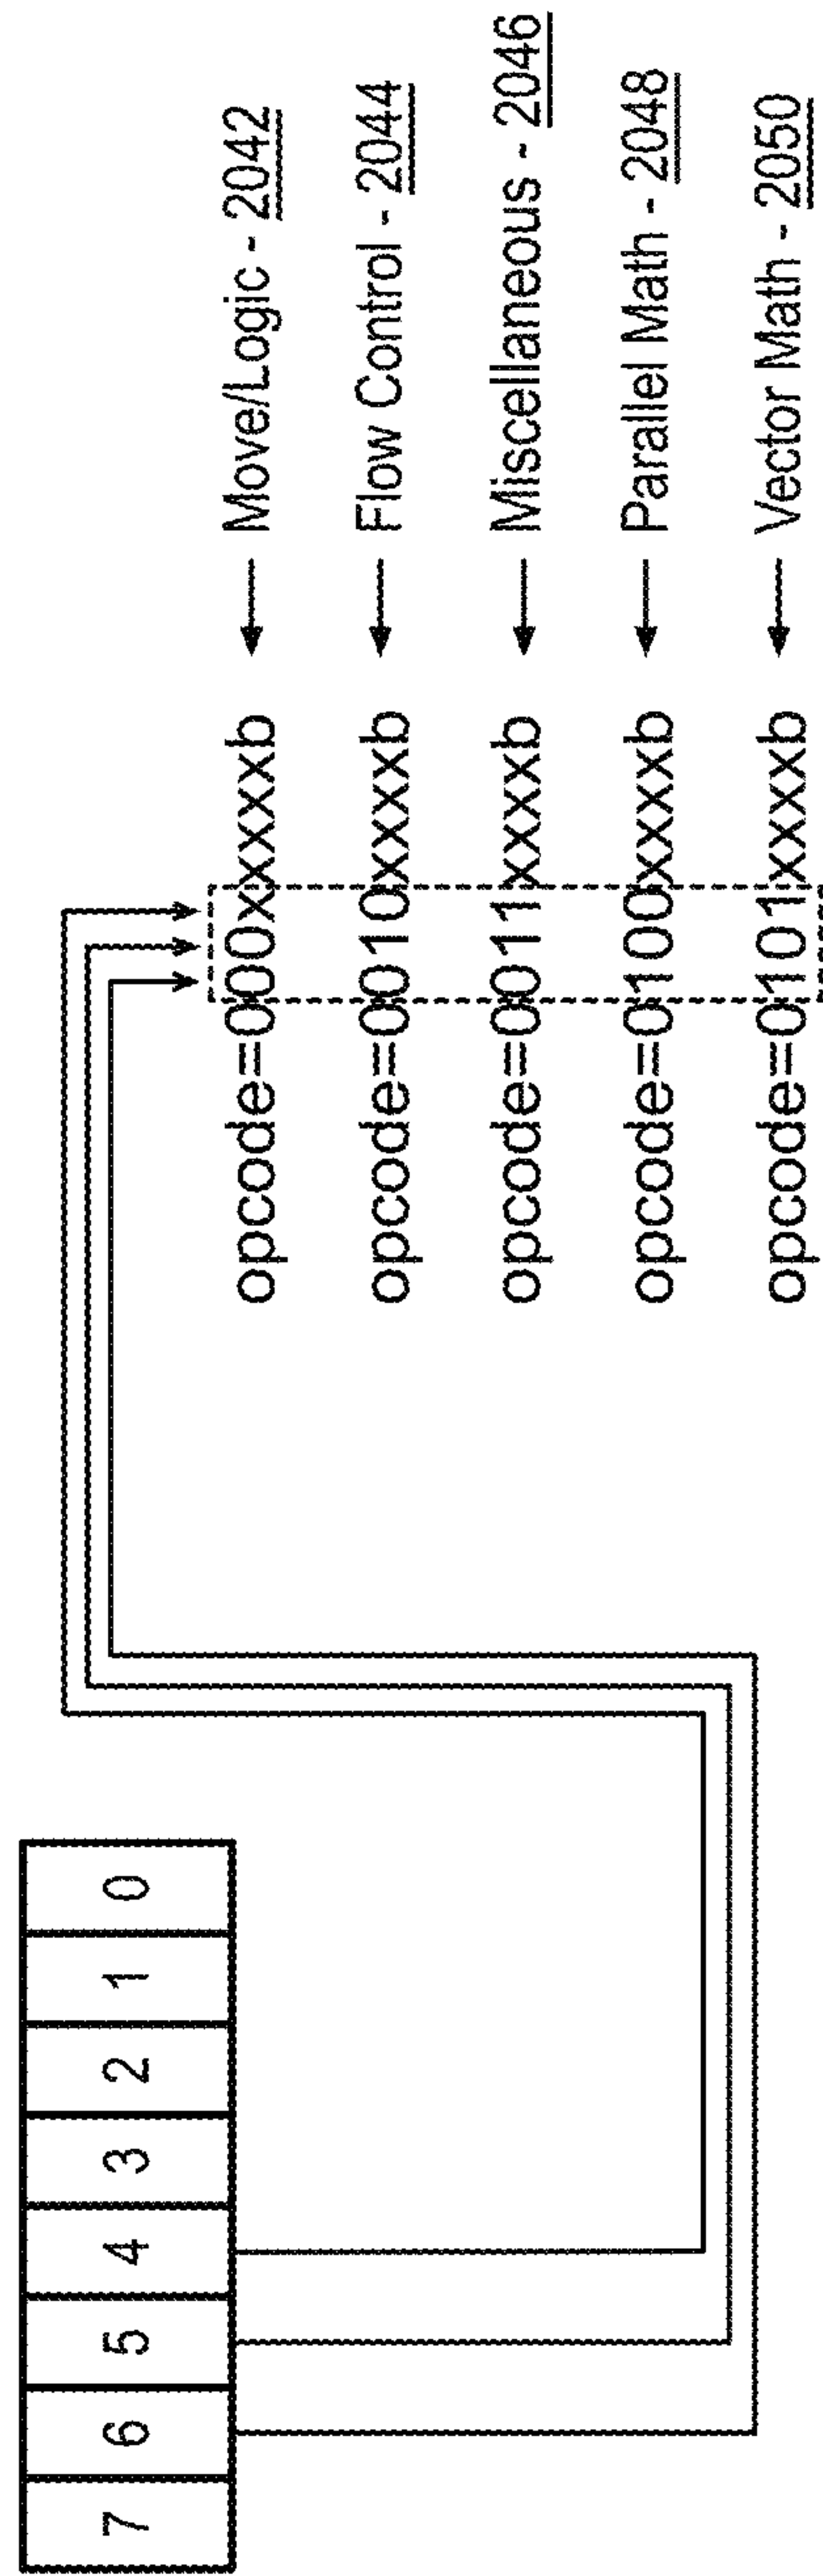 7 6 5 4 3 2 1 0
opcode=000xxxxxb ← Move/Logic - 2042
opcode=0010xxxxb ← Flow Control - 2044
opcode=0011xxxxb ← Miscellaneous - 2046
opcode=0100xxxxb ← Parallel Math - 2048
opcode=0101xxxxb ← Vector Math - 2050